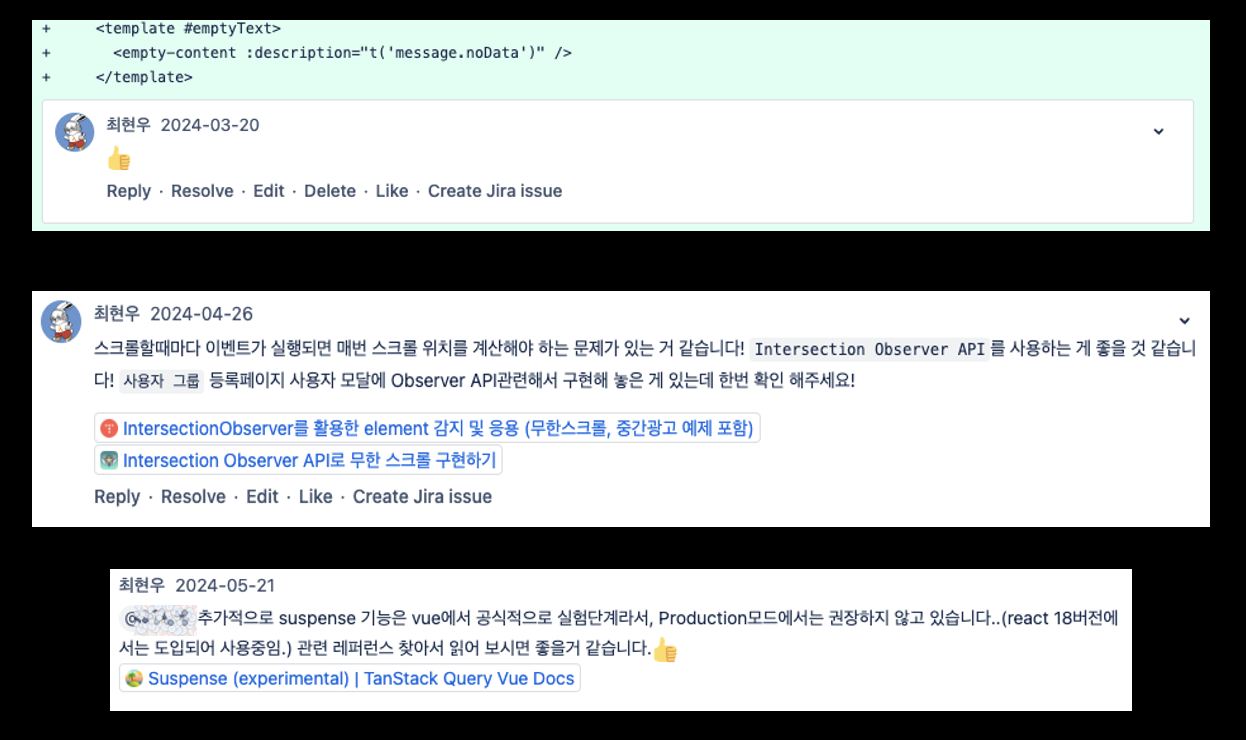 + <template #emptyText>
+ <empty-content :description="t('message.noData')" />
+ </template>
최현우 2024-03-20
👍
Reply · Resolve · Edit · Delete · Like · Create Jira issue
최현우 2024-04-26
스크롤할때마다 이벤트가 실행되면 매번 스크롤 위치를 계산해야 하는 문제가 있는 거 같습니다! Intersection Observer API 를 사용하는 게 좋을 것 같습니
다! 사용자 그룹 등록페이지 사용자 모달에 Observer API관련해서 구현해 놓은 게 있는데 한번 확인 해주세요!
IntersectionObserver를 활용한 element 감지 및 응용 (무한스크롤, 중간광고 예제 포함)
Intersection Observer API로 무한 스크롤 구현하기
Reply · Resolve · Edit · Like · Create Jira issue
최현우 2024-05-21
@ 추가적으로 suspense 기능은 vue에서 공식적으로 실험단계라서, Production모드에서는 권장하지 않고 있습니다..(react 18버전에
서는 도입되어 사용중임.) 관련 레퍼런스 찾아서 읽어 보시면 좋을거 같습니다.👍
Suspense (experimental) | TanStack Query Vue Docs